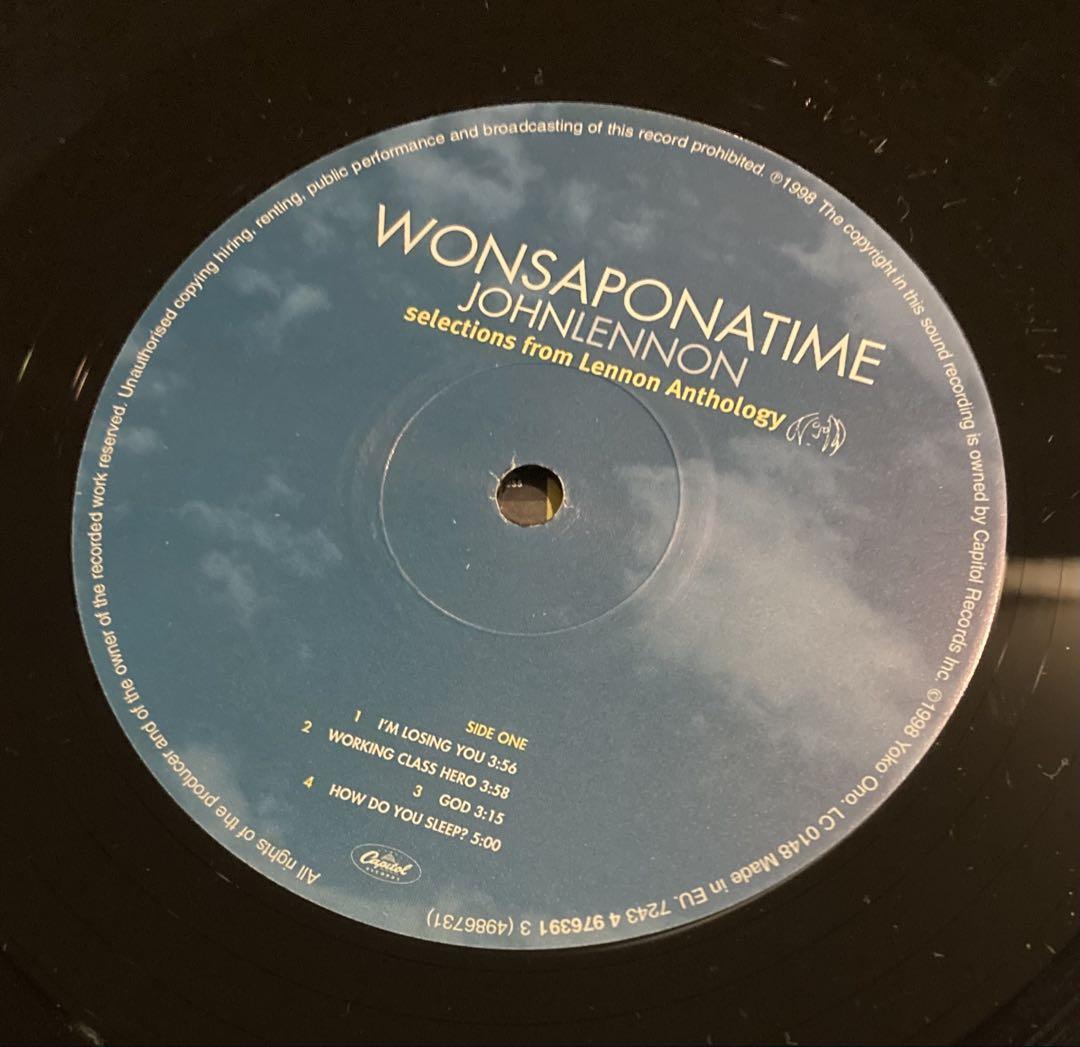 WONSAPONATIME
JOHNLENNON
selections from Lennon Anthology
SIDE ONE
1 I'M LOSING YOU 3:56
2 WORKING CLASS HERO 3:58
3 GOD 3:15
4 HOW DO YOU SLEEP? 5:00
Capitol
RECORDS
All rights of the producer and of the owner of the recorded work reserved. Unauthorised copying hiring, renting, public performance and broadcasting of this record prohibited. ℗1998 The copyright in this sound recording is owned by Capitol Records Inc. ©1998 Yoko Ono. LC 0148 Made in EU. 7243 4 976391 3 (4986731)